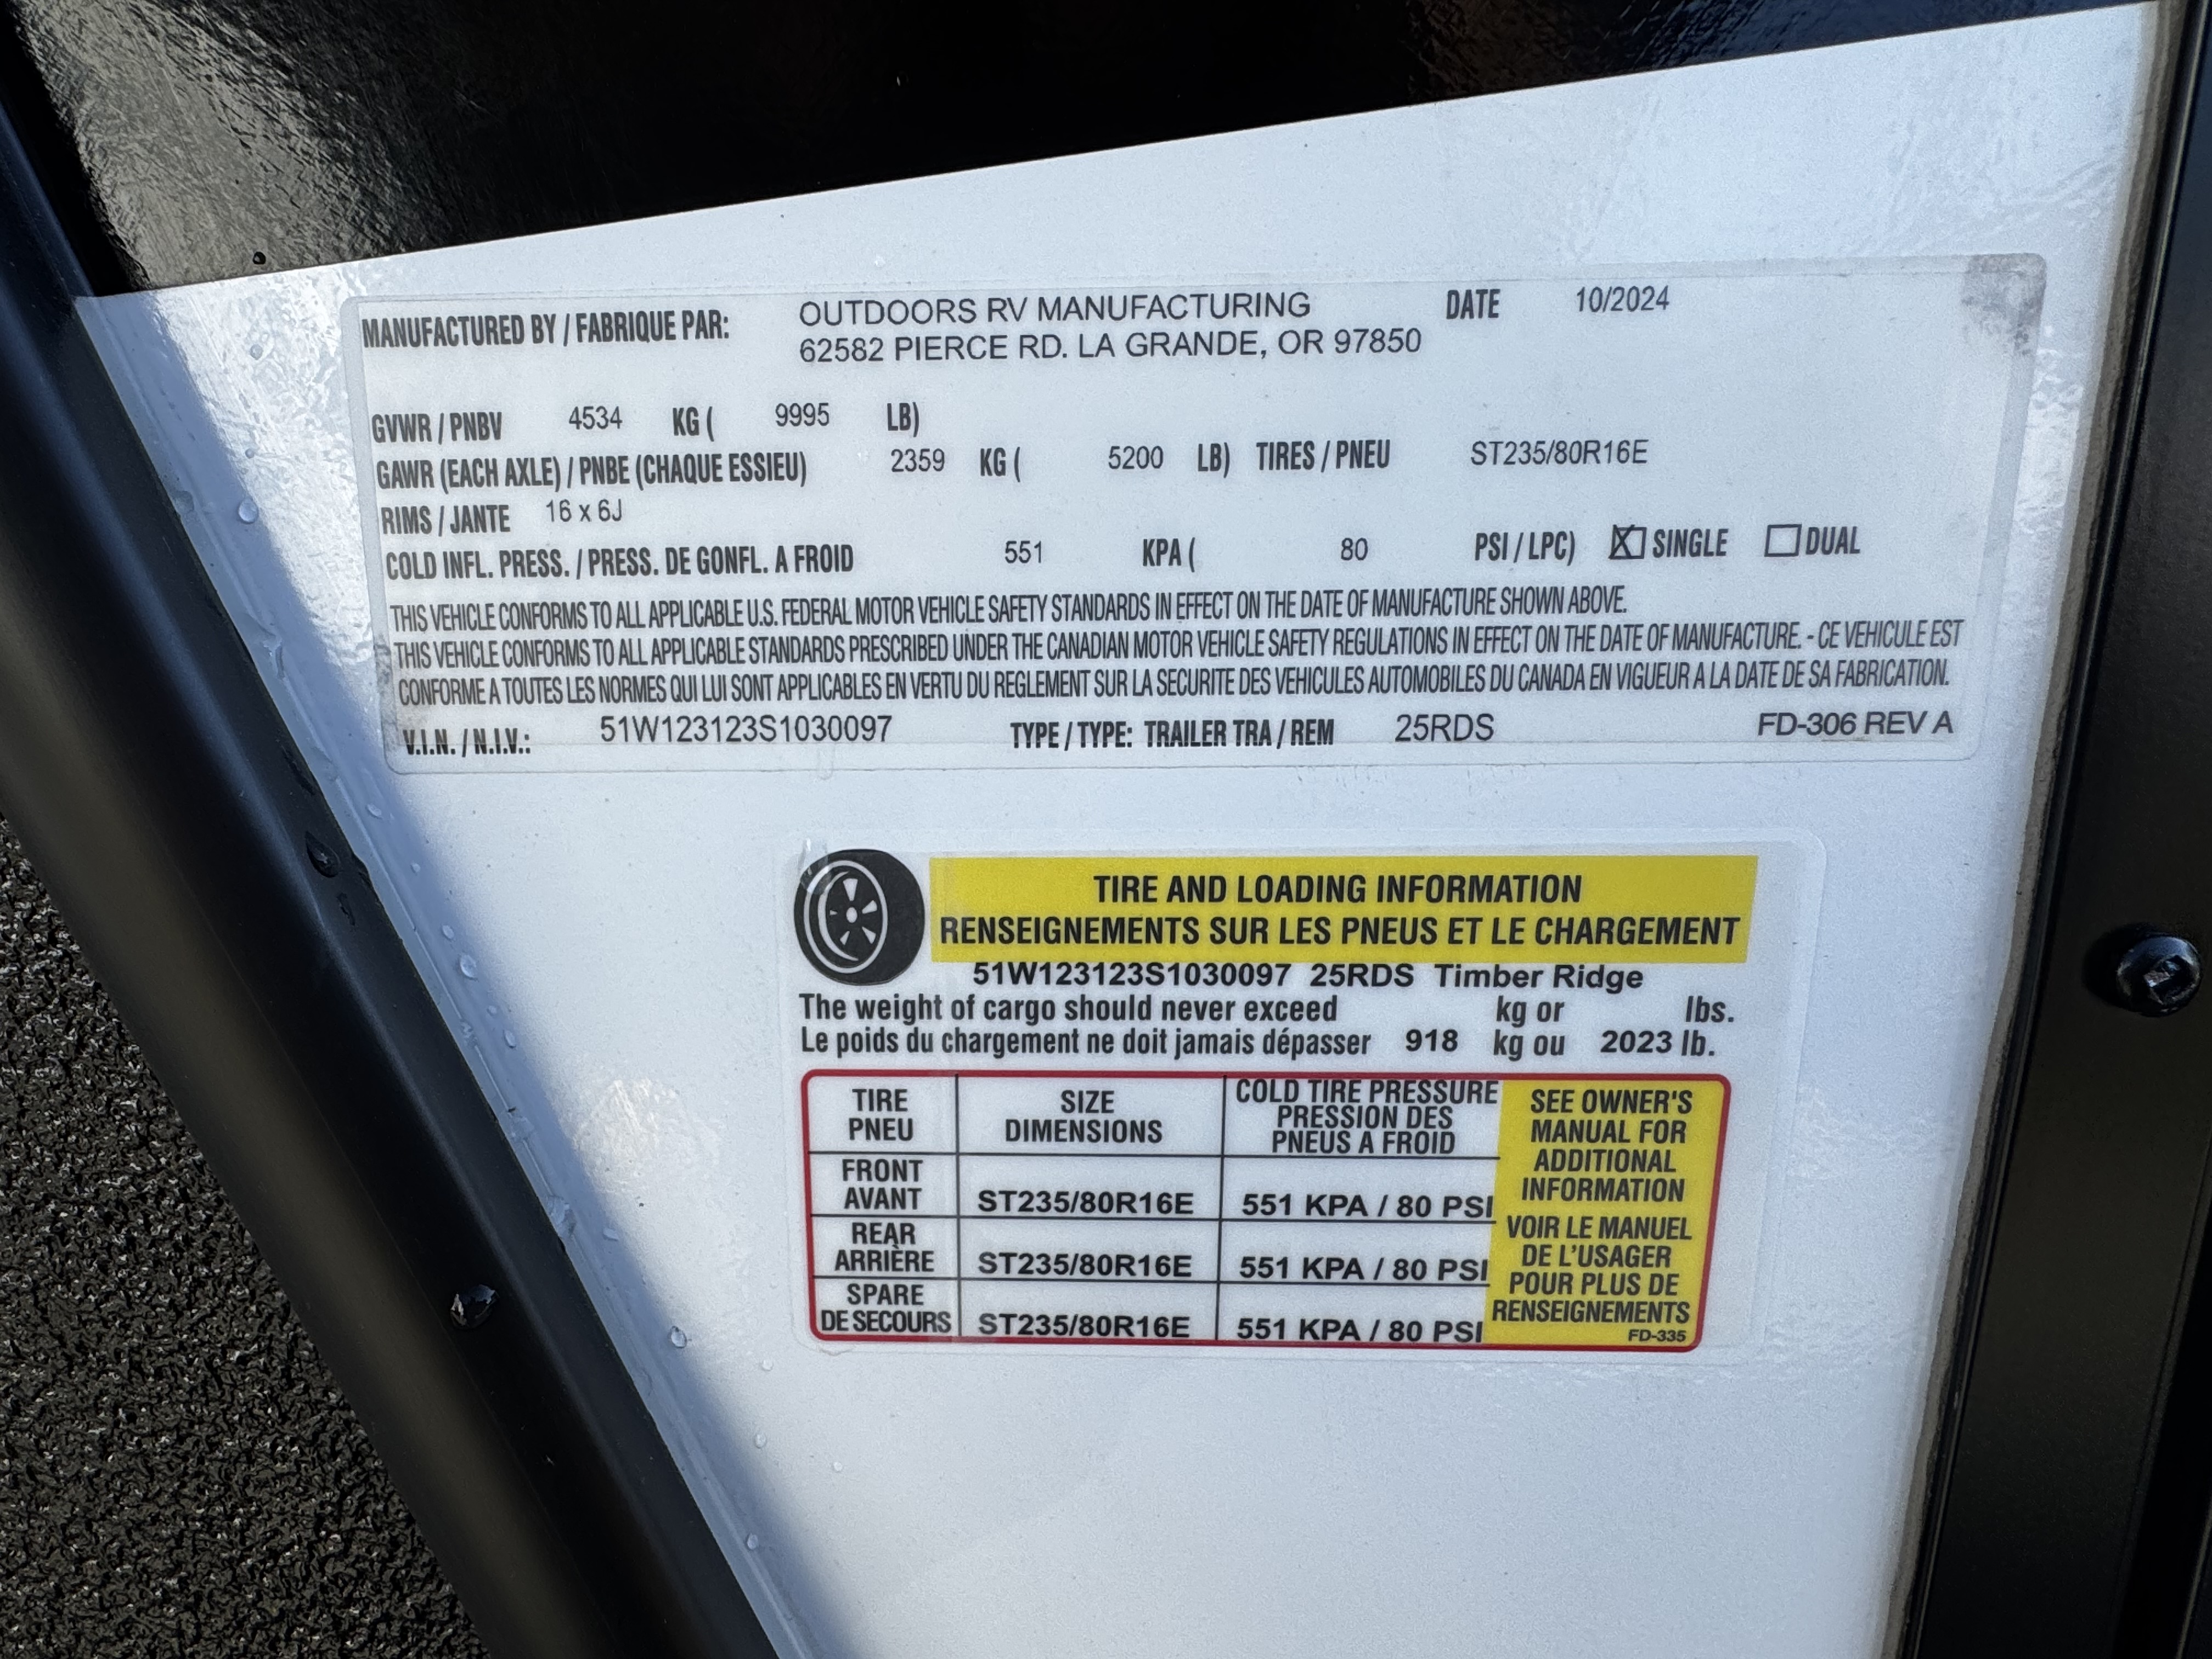 MANUFACTURED BY / FABRIQUE PAR: OUTDOORS RV MANUFACTURING DATE 10/2024
62582 PIERCE RD. LA GRANDE, OR 97850
GVWR / PNBV 4534 KG ( 9995 LB)
GAWR (EACH AXLE) / PNBE (CHAQUE ESSIEU) 2359 KG ( 5200 LB) TIRES / PNEU ST235/80R16E
RIMS / JANTE 16 x 6J
COLD INFL. PRESS. / PRESS. DE GONFL. A FROID 551 KPA ( 80 PSI / LPC) ☒ SINGLE ☐ DUAL
THIS VEHICLE CONFORMS TO ALL APPLICABLE U.S. FEDERAL MOTOR VEHICLE SAFETY STANDARDS IN EFFECT ON THE DATE OF MANUFACTURE SHOWN ABOVE.
THIS VEHICLE CONFORMS TO ALL APPLICABLE STANDARDS PRESCRIBED UNDER THE CANADIAN MOTOR VEHICLE SAFETY REGULATIONS IN EFFECT ON THE DATE OF MANUFACTURE. - CE VEHICULE EST
CONFORME A TOUTES LES NORMES QUI LUI SONT APPLICABLES EN VERTU DU REGLEMENT SUR LA SECURITE DES VEHICULES AUTOMOBILES DU CANADA EN VIGUEUR A LA DATE DE SA FABRICATION.
V.I.N. / N.I.V.: 51W123123S1030097 TYPE / TYPE: TRAILER TRA / REM 25RDS FD-306 REV A
TIRE AND LOADING INFORMATION
RENSEIGNEMENTS SUR LES PNEUS ET LE CHARGEMENT
51W123123S1030097 25RDS Timber Ridge
The weight of cargo should never exceed kg or lbs.
Le poids du chargement ne doit jamais dépasser 918 kg ou 2023 lb.
TIRE
PNEU
SIZE
DIMENSIONS
COLD TIRE PRESSURE
PRESSION DES
PNEUS A FROID
FRONT
AVANT ST235/80R16E 551 KPA / 80 PSI
REAR
ARRIÈRE ST235/80R16E 551 KPA / 80 PSI
SPARE
DE SECOURS ST235/80R16E 551 KPA / 80 PSI
SEE OWNER'S
MANUAL FOR
ADDITIONAL
INFORMATION
VOIR LE MANUEL
DE L'USAGER
POUR PLUS DE
RENSEIGNEMENTS
FD-335